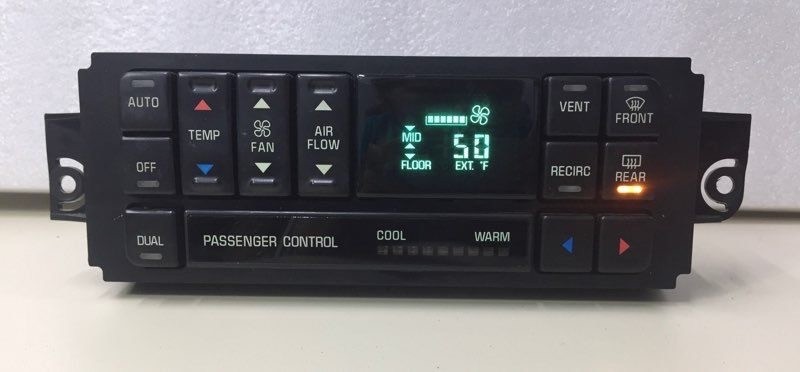 AUTO
TEMP
FAN
AIR
FLOW
OFF
MID
50
FLOOR
EXT. °F
VENT
FRONT
RECIRC
REAR
DUAL
PASSENGER CONTROL
COOL
WARM